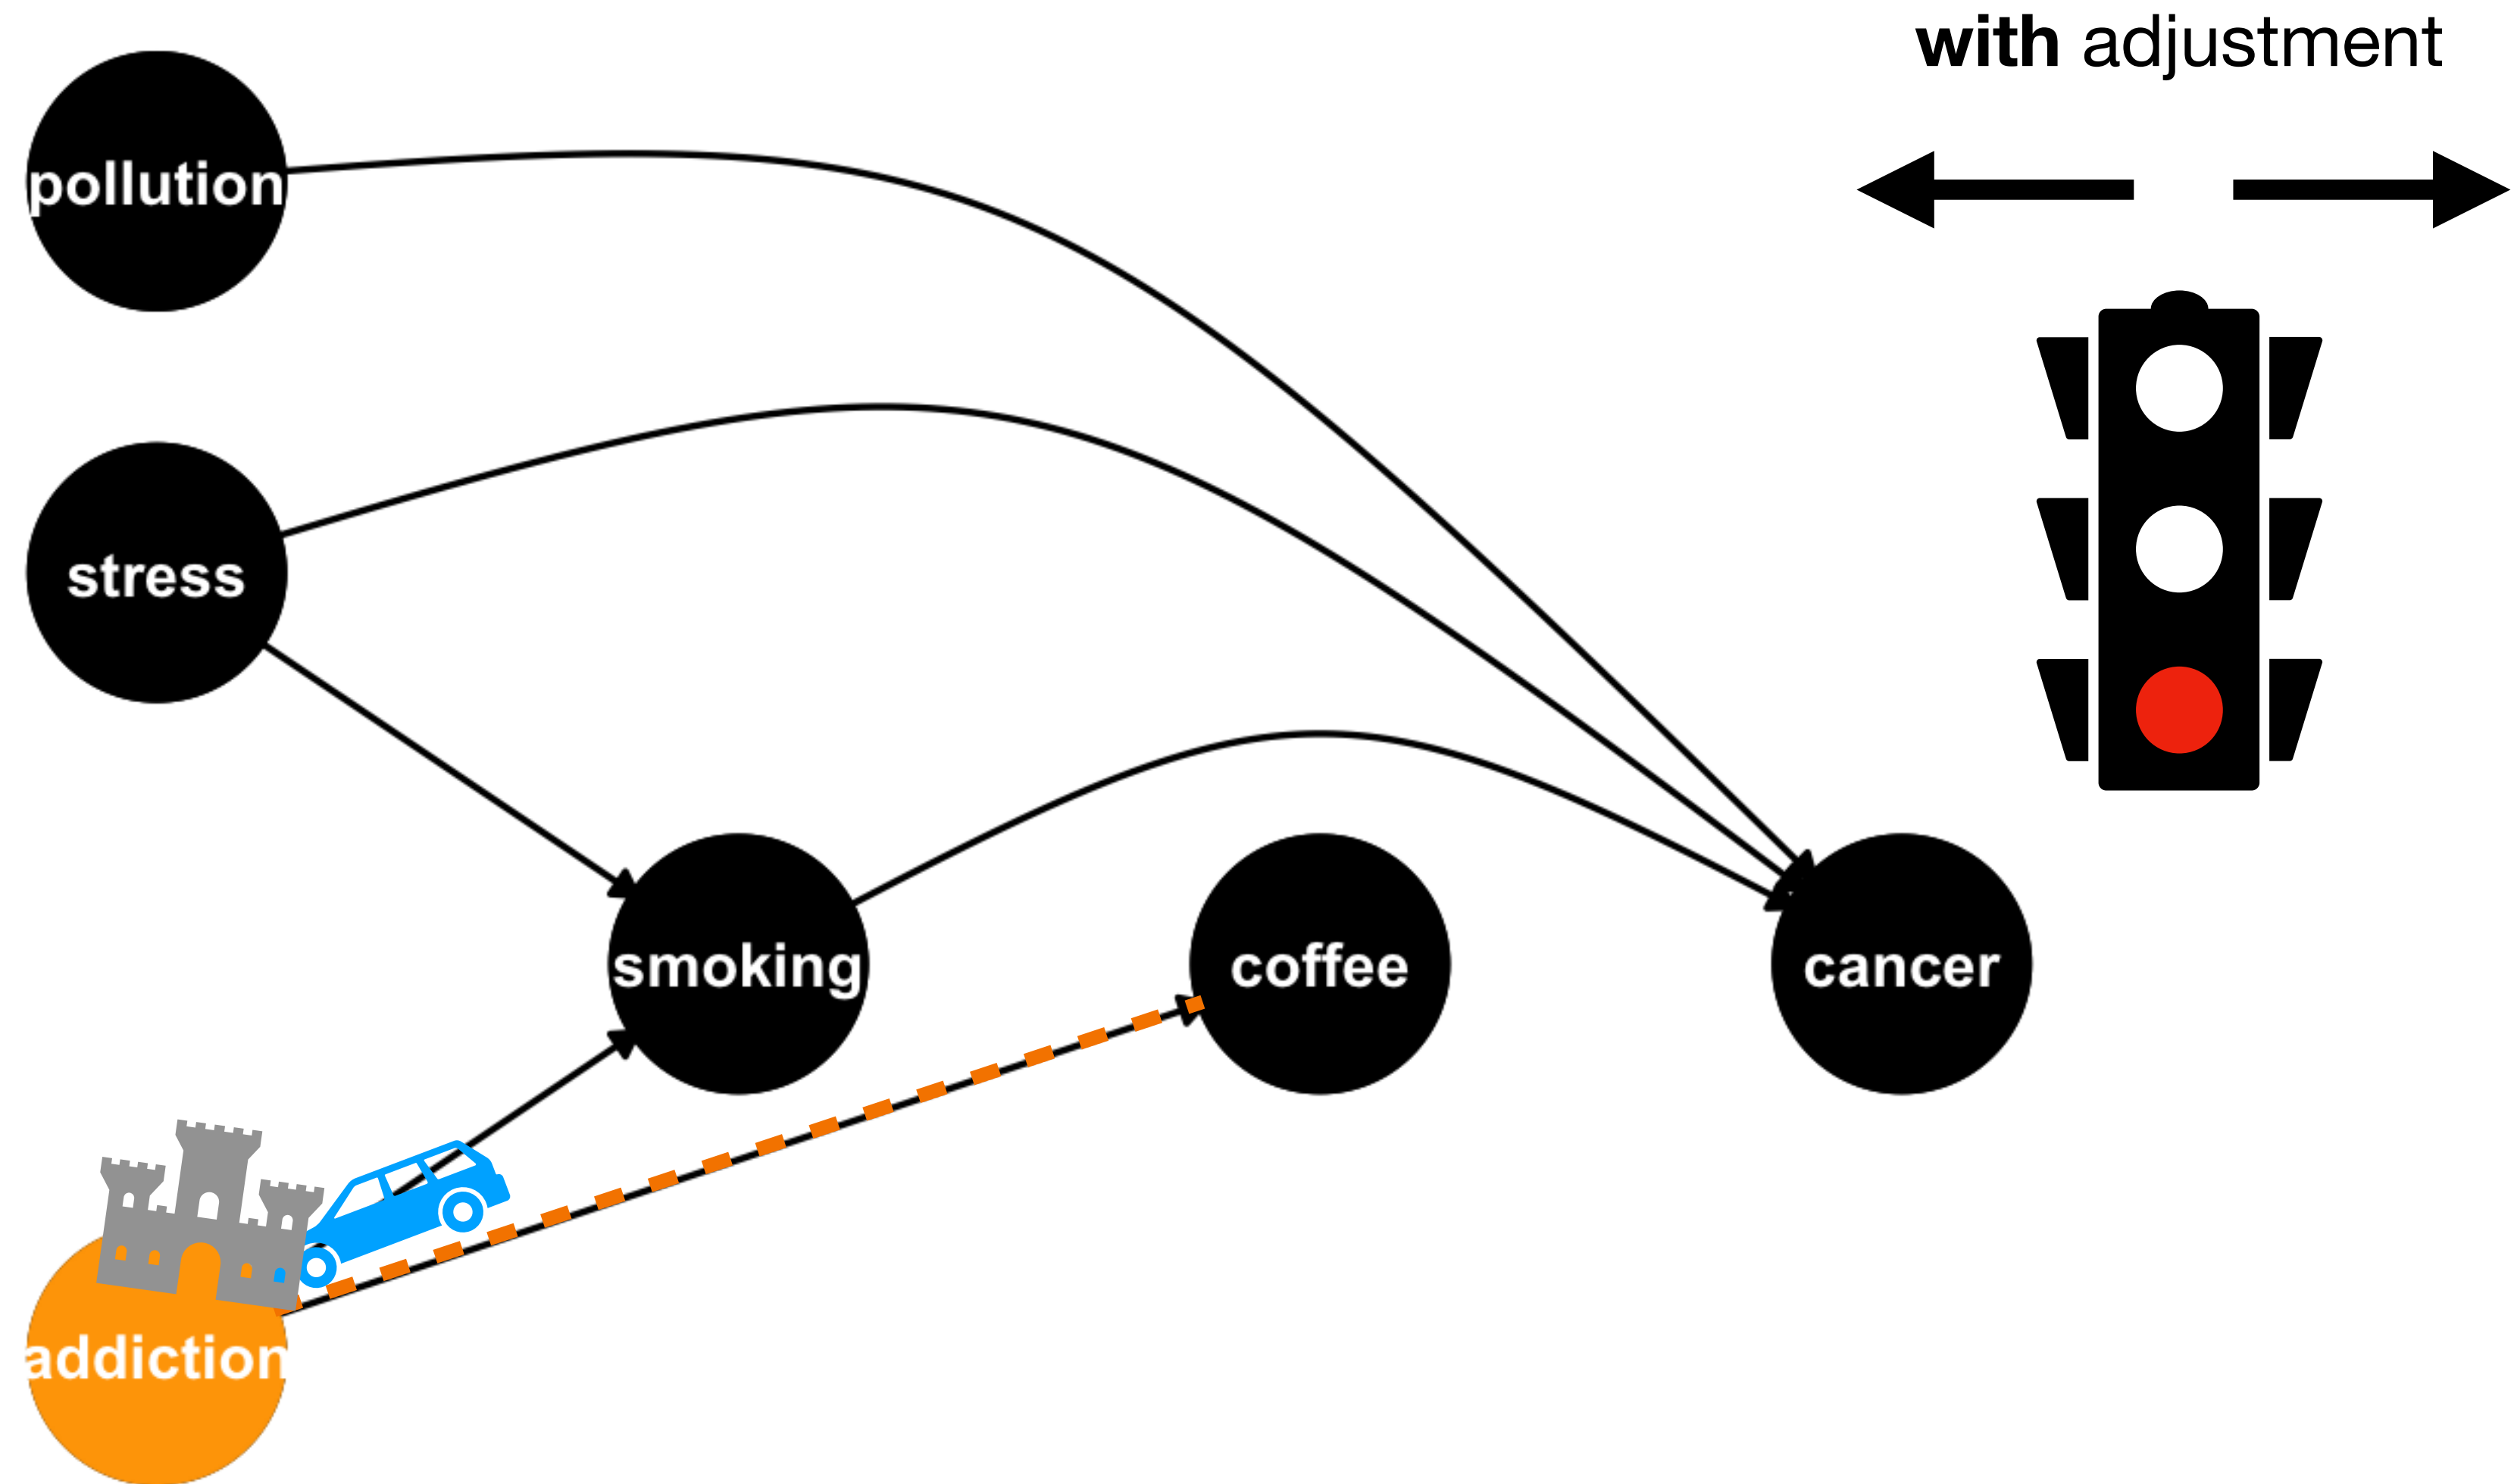 with adjustment
pollution
stress
smoking
coffee
cancer
addiction